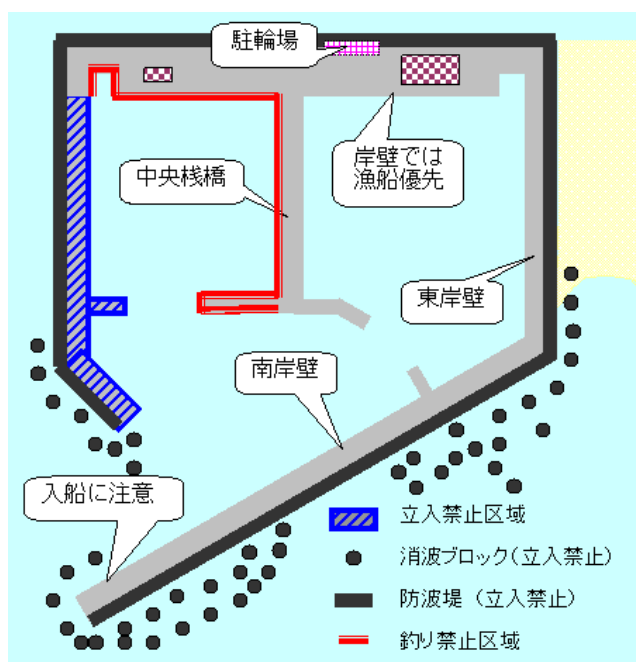 駐輪場
岸壁では
漁船優先
中央桟橋
東岸壁
南岸壁
入船に注意
立入禁止区域
消波ブロック(立入禁止)
防波堤(立入禁止)
釣り禁止区域